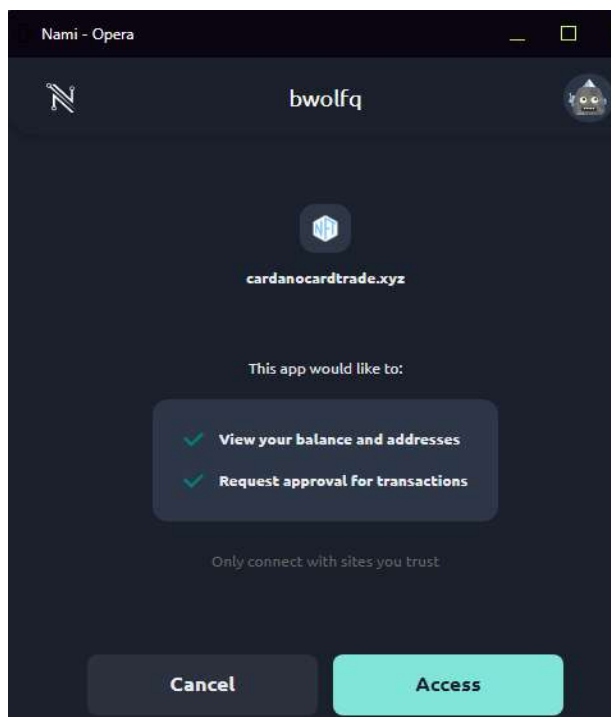 Nami - Opera
bwolfq
NFT
cardanocardtrade.xyz
This app would like to:
View your balance and addresses
Request approval for transactions
Only connect with sites you trust
Cancel
Access